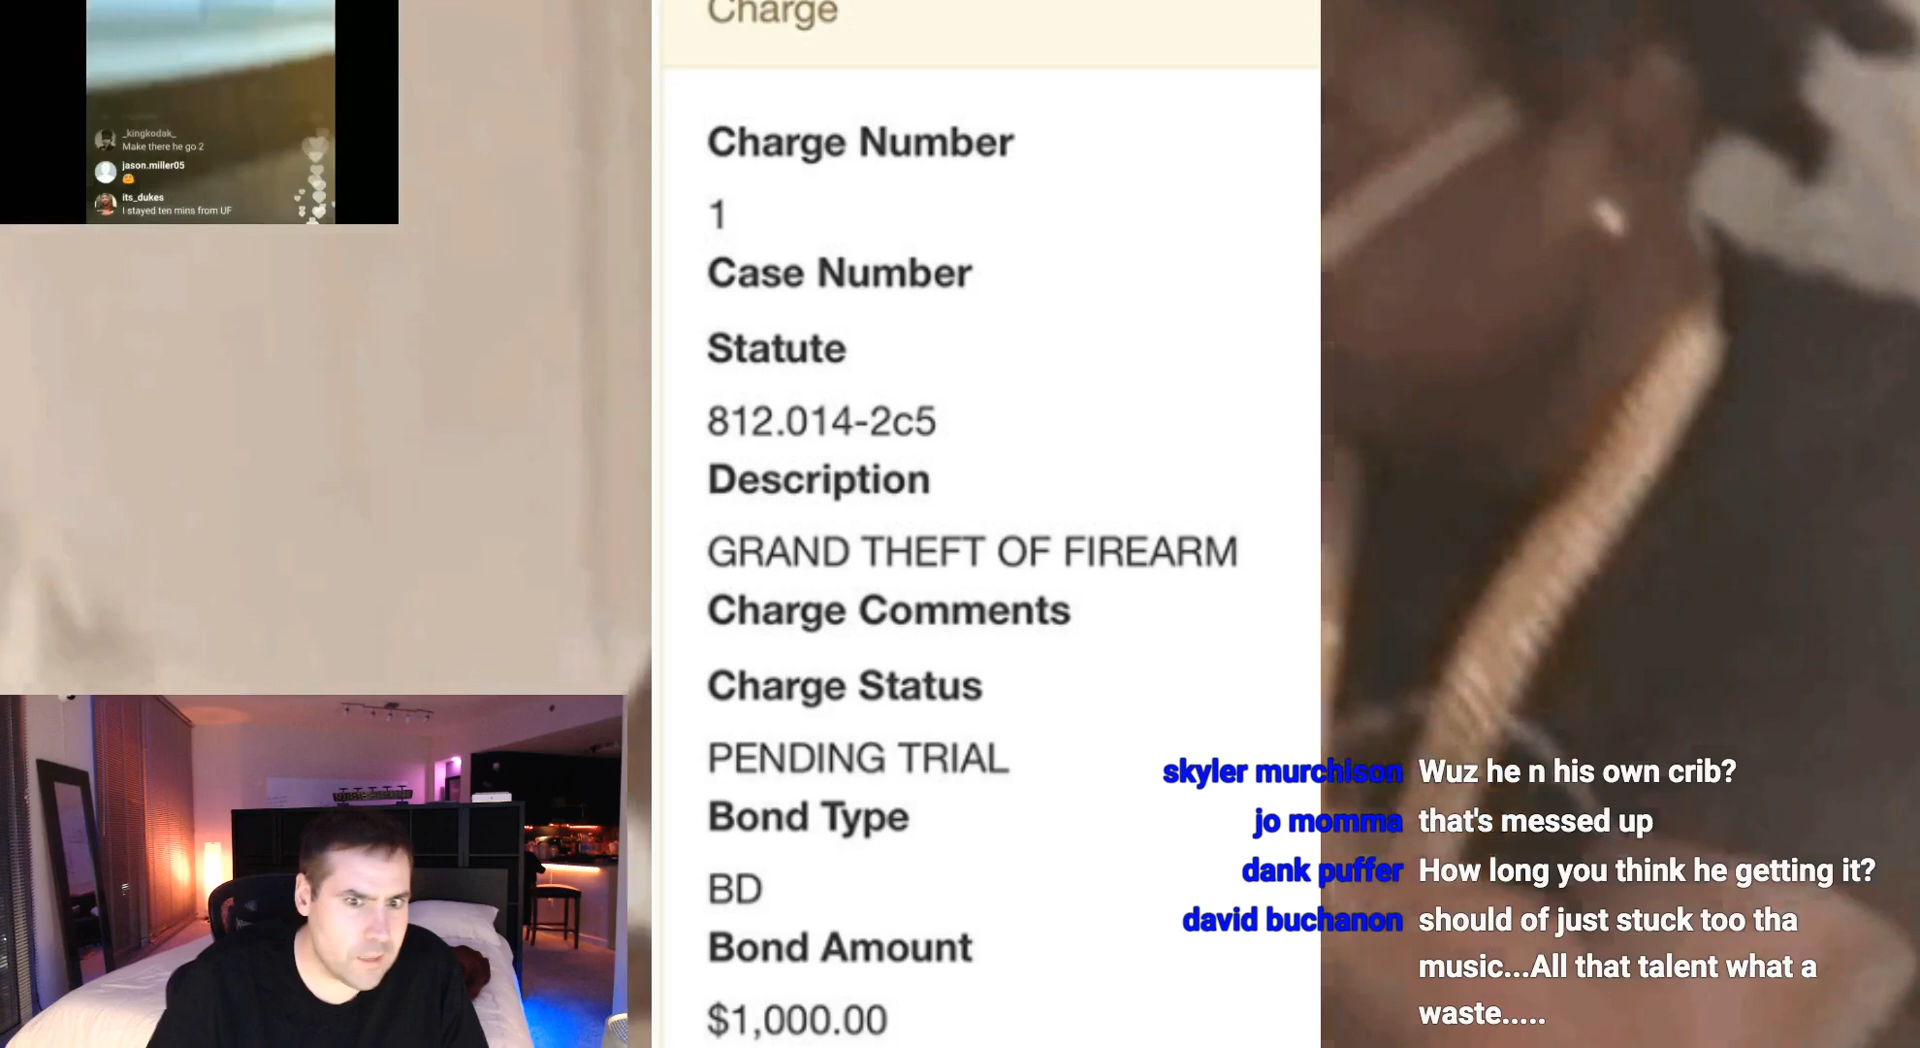 _kingkodak_
Make there he go 2
jason.miller05
its_dukes
I stayed ten mins from UF
Charge
Charge Number
1
Case Number
Statute
812.014-2c5
Description
GRAND THEFT OF FIREARM
Charge Comments
Charge Status
PENDING TRIAL
Bond Type
BD
Bond Amount
$1,000.00
skyler murchison Wuz he n his own crib?
jo momma that's messed up
dank puffer How long you think he getting it?
david buchanon should of just stuck too tha
music...All that talent what a
waste.....